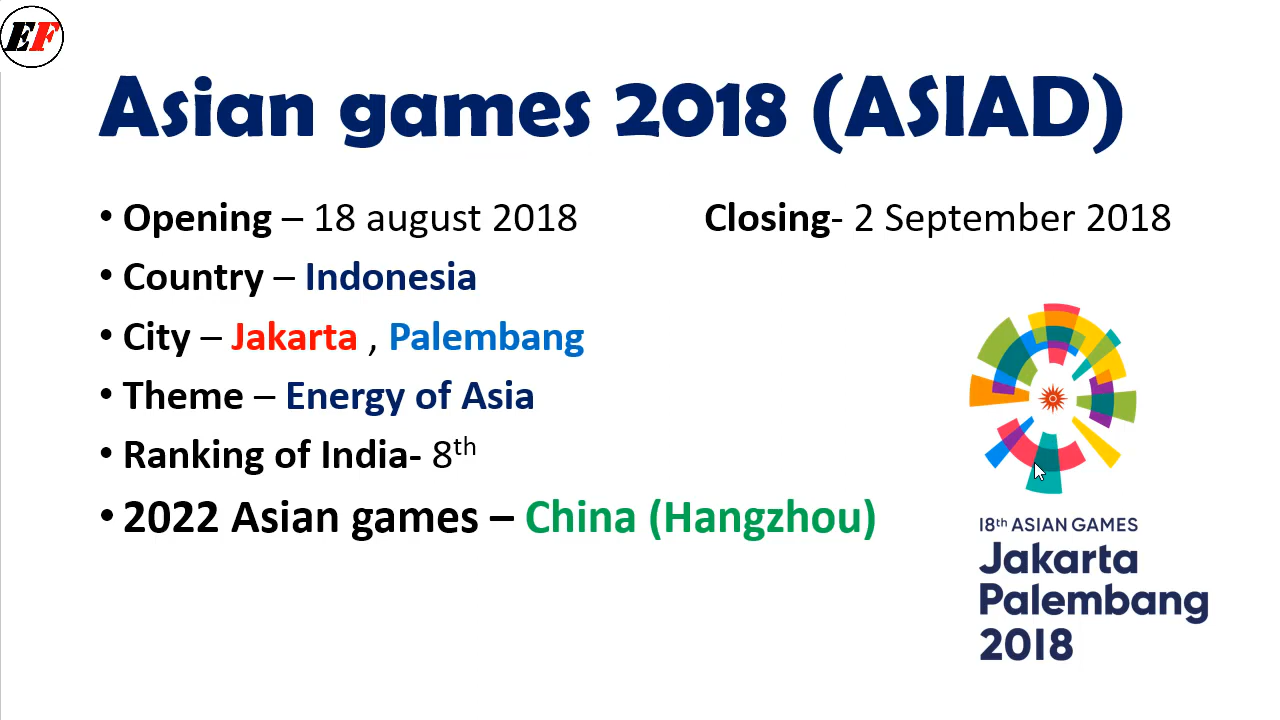 EF
Asian games 2018 (ASIAD)
• Opening – 18 august 2018 Closing- 2 September 2018
• Country – Indonesia
• City – Jakarta , Palembang
• Theme – Energy of Asia
• Ranking of India- 8th
• 2022 Asian games – China (Hangzhou)
18th ASIAN GAMES
Jakarta
Palembang
2018